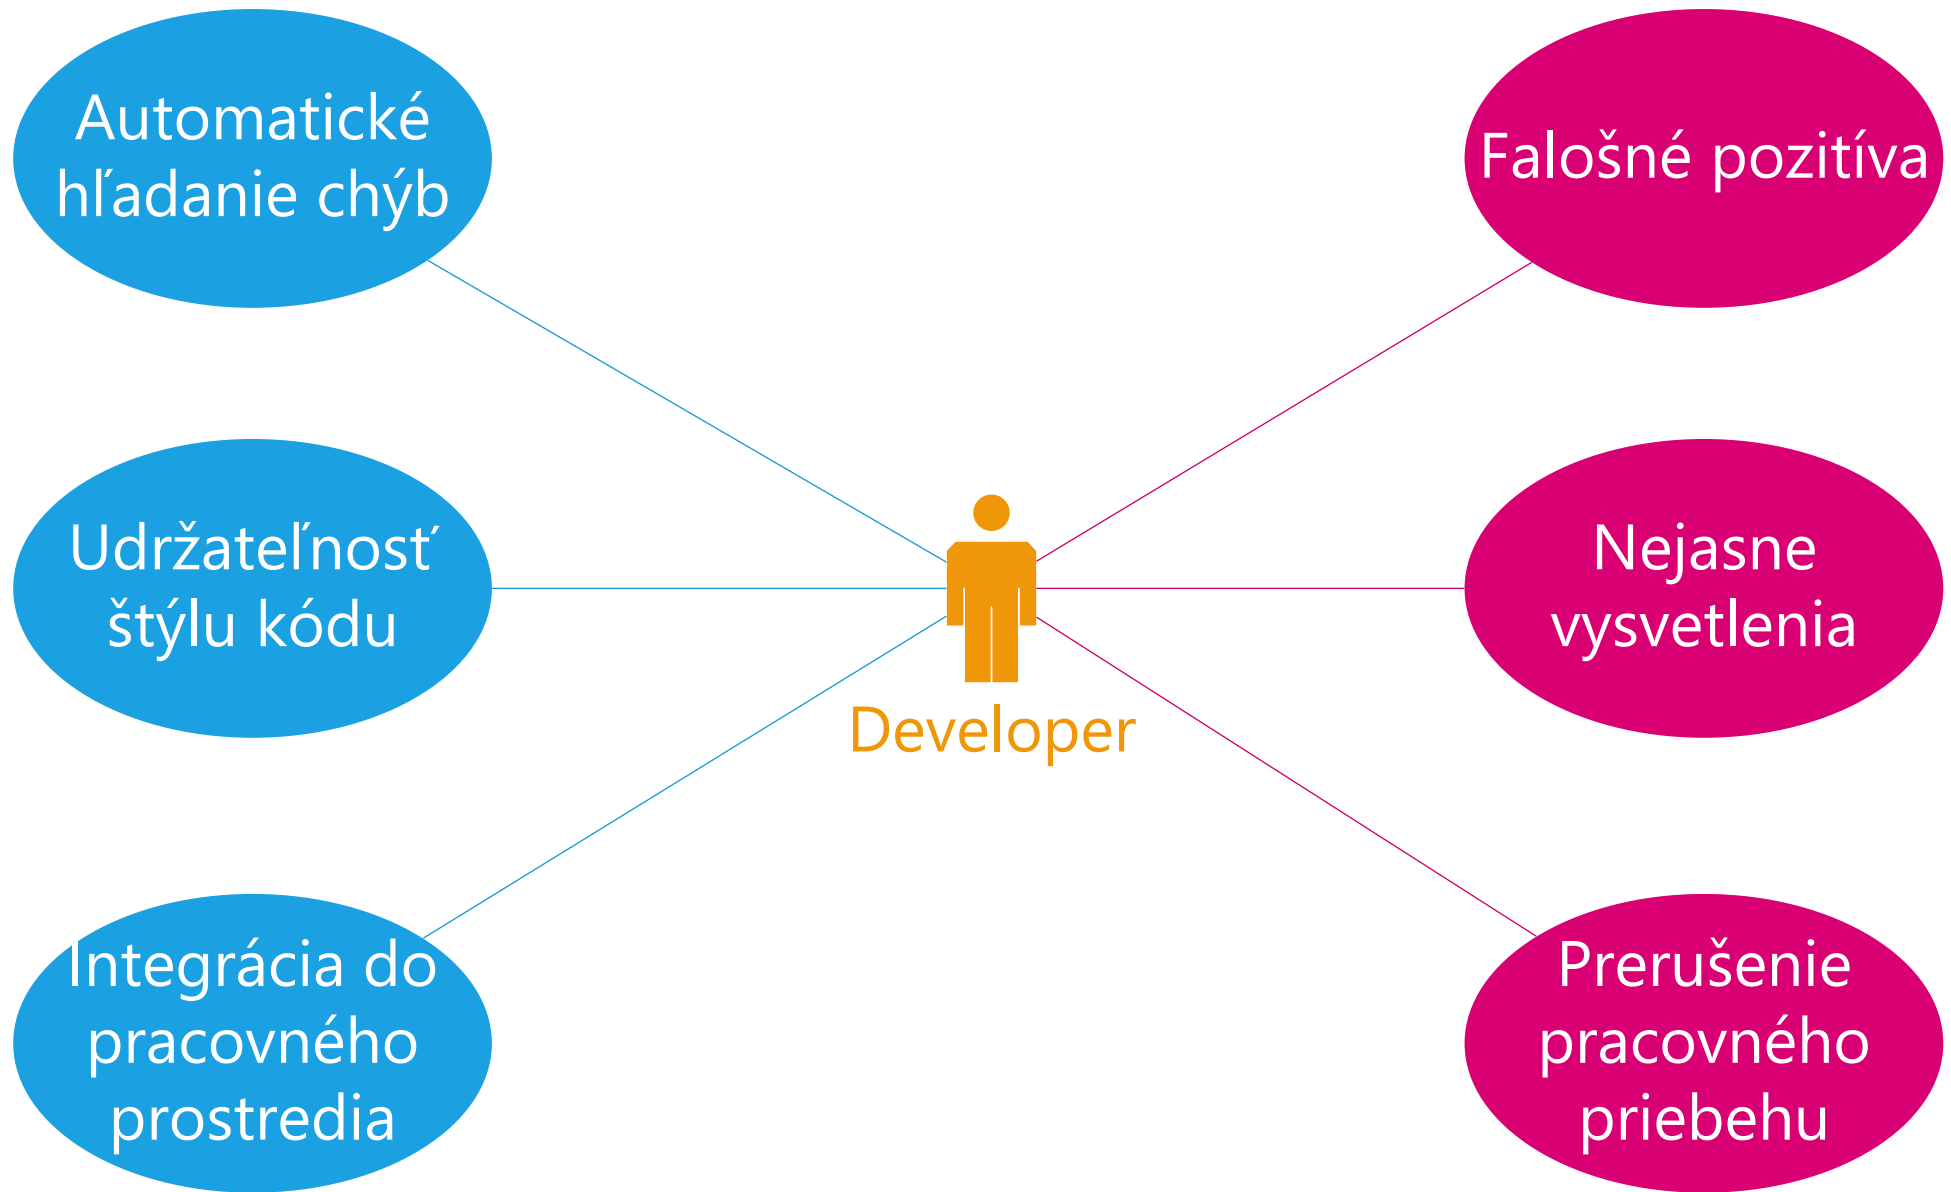 Automatické
hľadanie chýb
Falošné pozitíva
Udržateľnosť
štýlu kódu
Nejasne
vysvetlenia
Developer
Integrácia do
pracovného
prostredia
Prerušenie
pracovného
priebehu